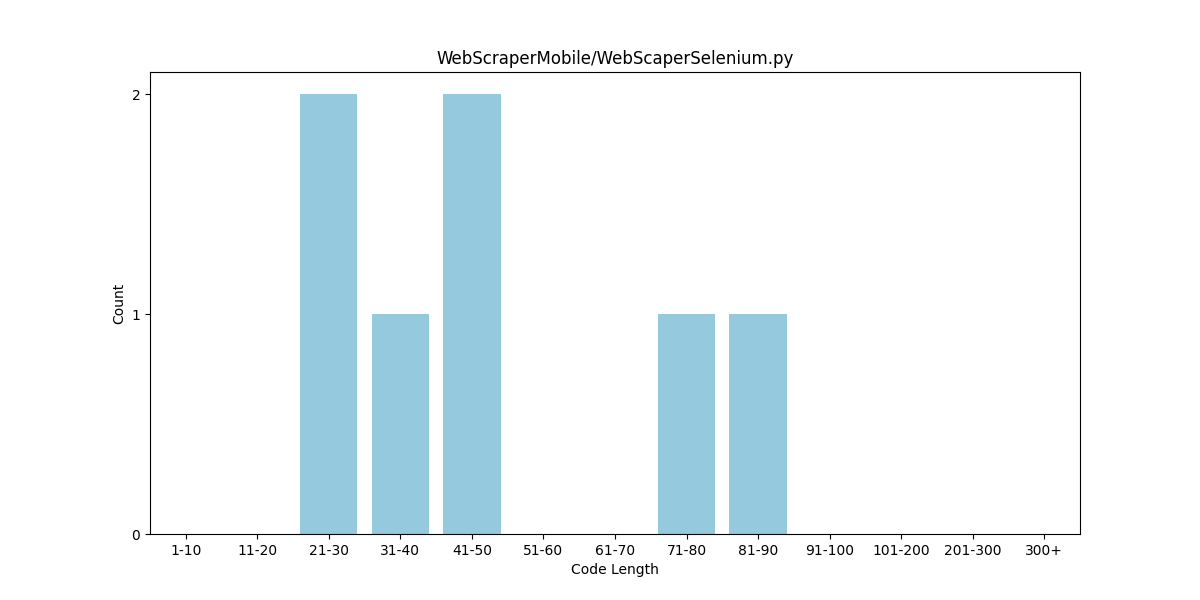 WebScraperMobile/WebScaperSelenium.py
2
1
0
Count
1-10 11-20 21-30 31-40 41-50 51-60 61-70 71-80 81-90 91-100 101-200 201-300 300+
Code Length